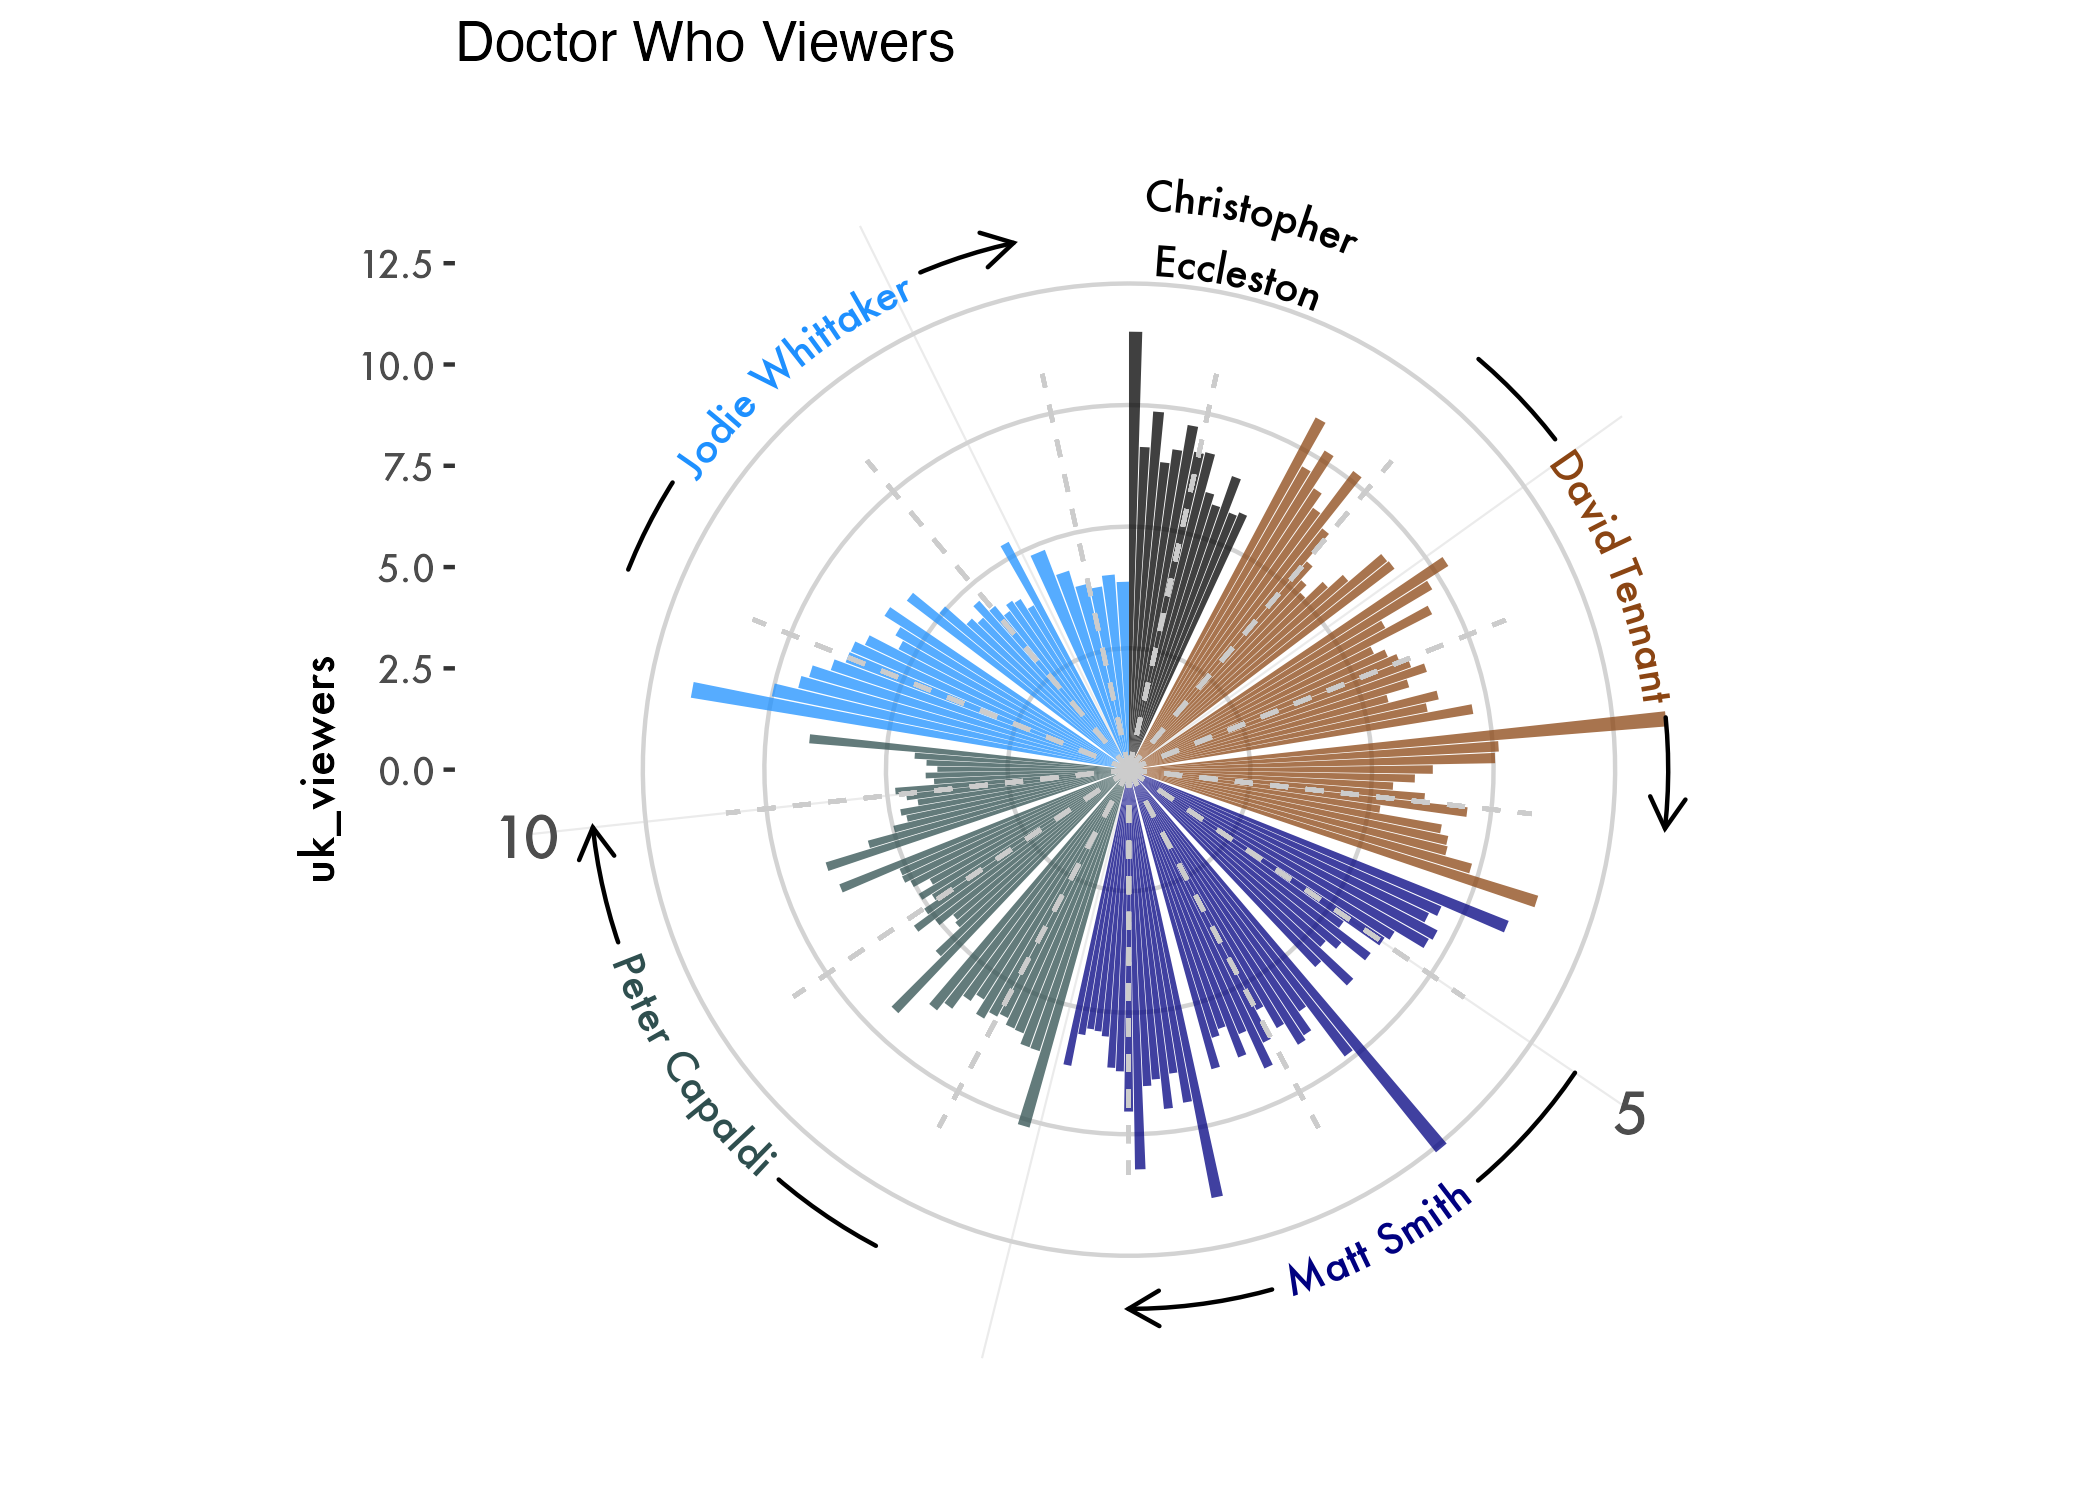 Doctor Who Viewers
Christopher
Eccleston
David Tennant
Matt Smith
Peter Capaldi
Jodie Whittaker
12.5
10.0
7.5
5.0
2.5
0.0
uk_viewers
10
5